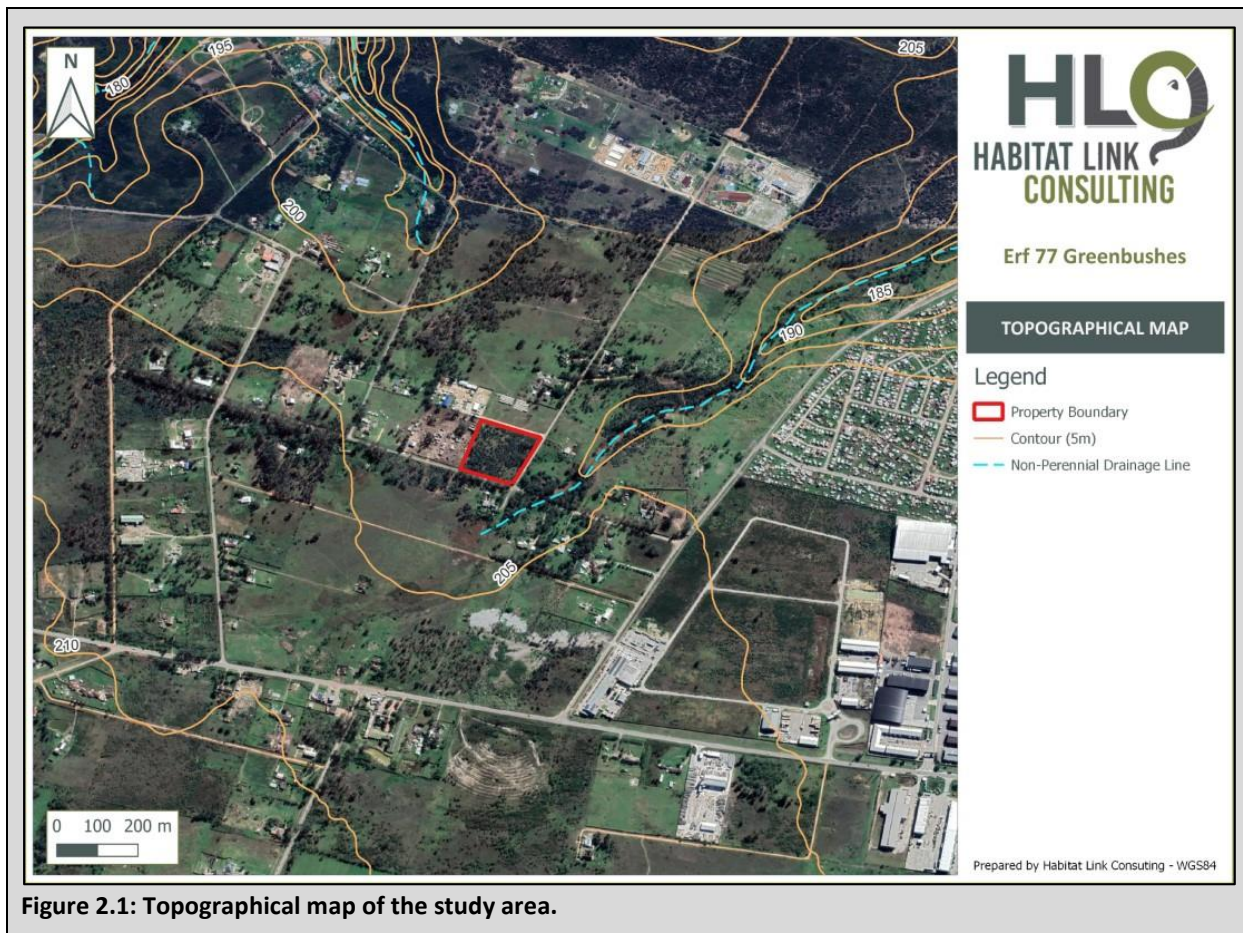 N
195
180
205
200
185
190
205
210
0 100 200 m
HLC
HABITAT LINK
CONSULTING
Erf 77 Greenbushes
TOPOGRAPHICAL MAP
Legend
Property Boundary
Contour (5m)
Non-Perennial Drainage Line
Prepared by Habitat Link Consuting - WGS84
Figure 2.1: Topographical map of the study area.